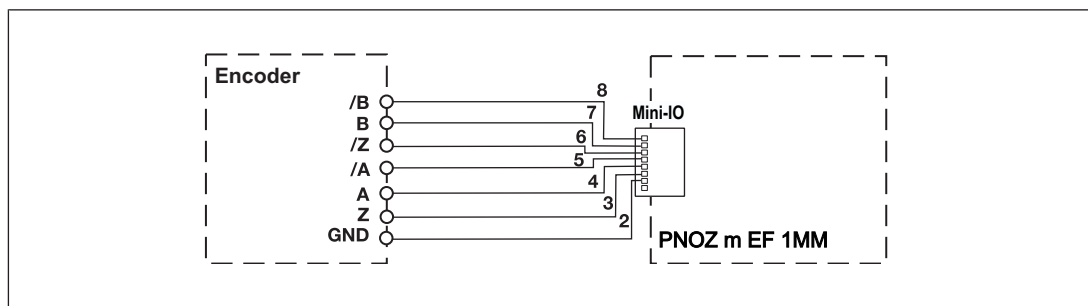 Encoder
/B
B
/Z
/A
A
Z
GND
8
7
6
5
4
3
2
Mini-IO
PNOZ m EF 1MM